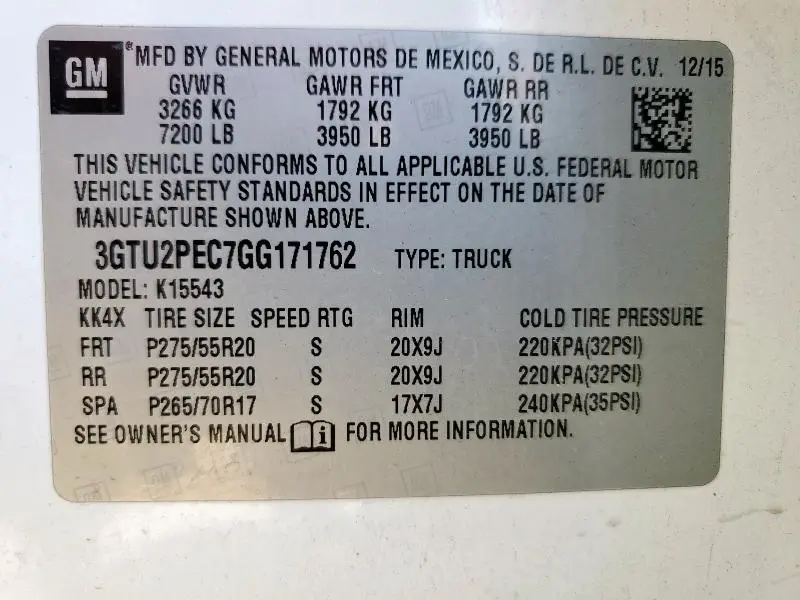 GM ® MFD BY GENERAL MOTORS DE MEXICO, S. DE R.L. DE C.V. 12/15
GVWR GAWR FRT GAWR RR
3266 KG 1792 KG 1792 KG
7200 LB 3950 LB 3950 LB
THIS VEHICLE CONFORMS TO ALL APPLICABLE U.S. FEDERAL MOTOR
VEHICLE SAFETY STANDARDS IN EFFECT ON THE DATE OF
MANUFACTURE SHOWN ABOVE.
3GTU2PEC7GG171762 TYPE: TRUCK
MODEL: K15543
KK4X TIRE SIZE SPEED RTG RIM COLD TIRE PRESSURE
FRT P275/55R20 S 20X9J 220KPA(32PSI)
RR P275/55R20 S 20X9J 220KPA(32PSI)
SPA P265/70R17 S 17X7J 240KPA(35PSI)
SEE OWNER'S MANUAL i FOR MORE INFORMATION.